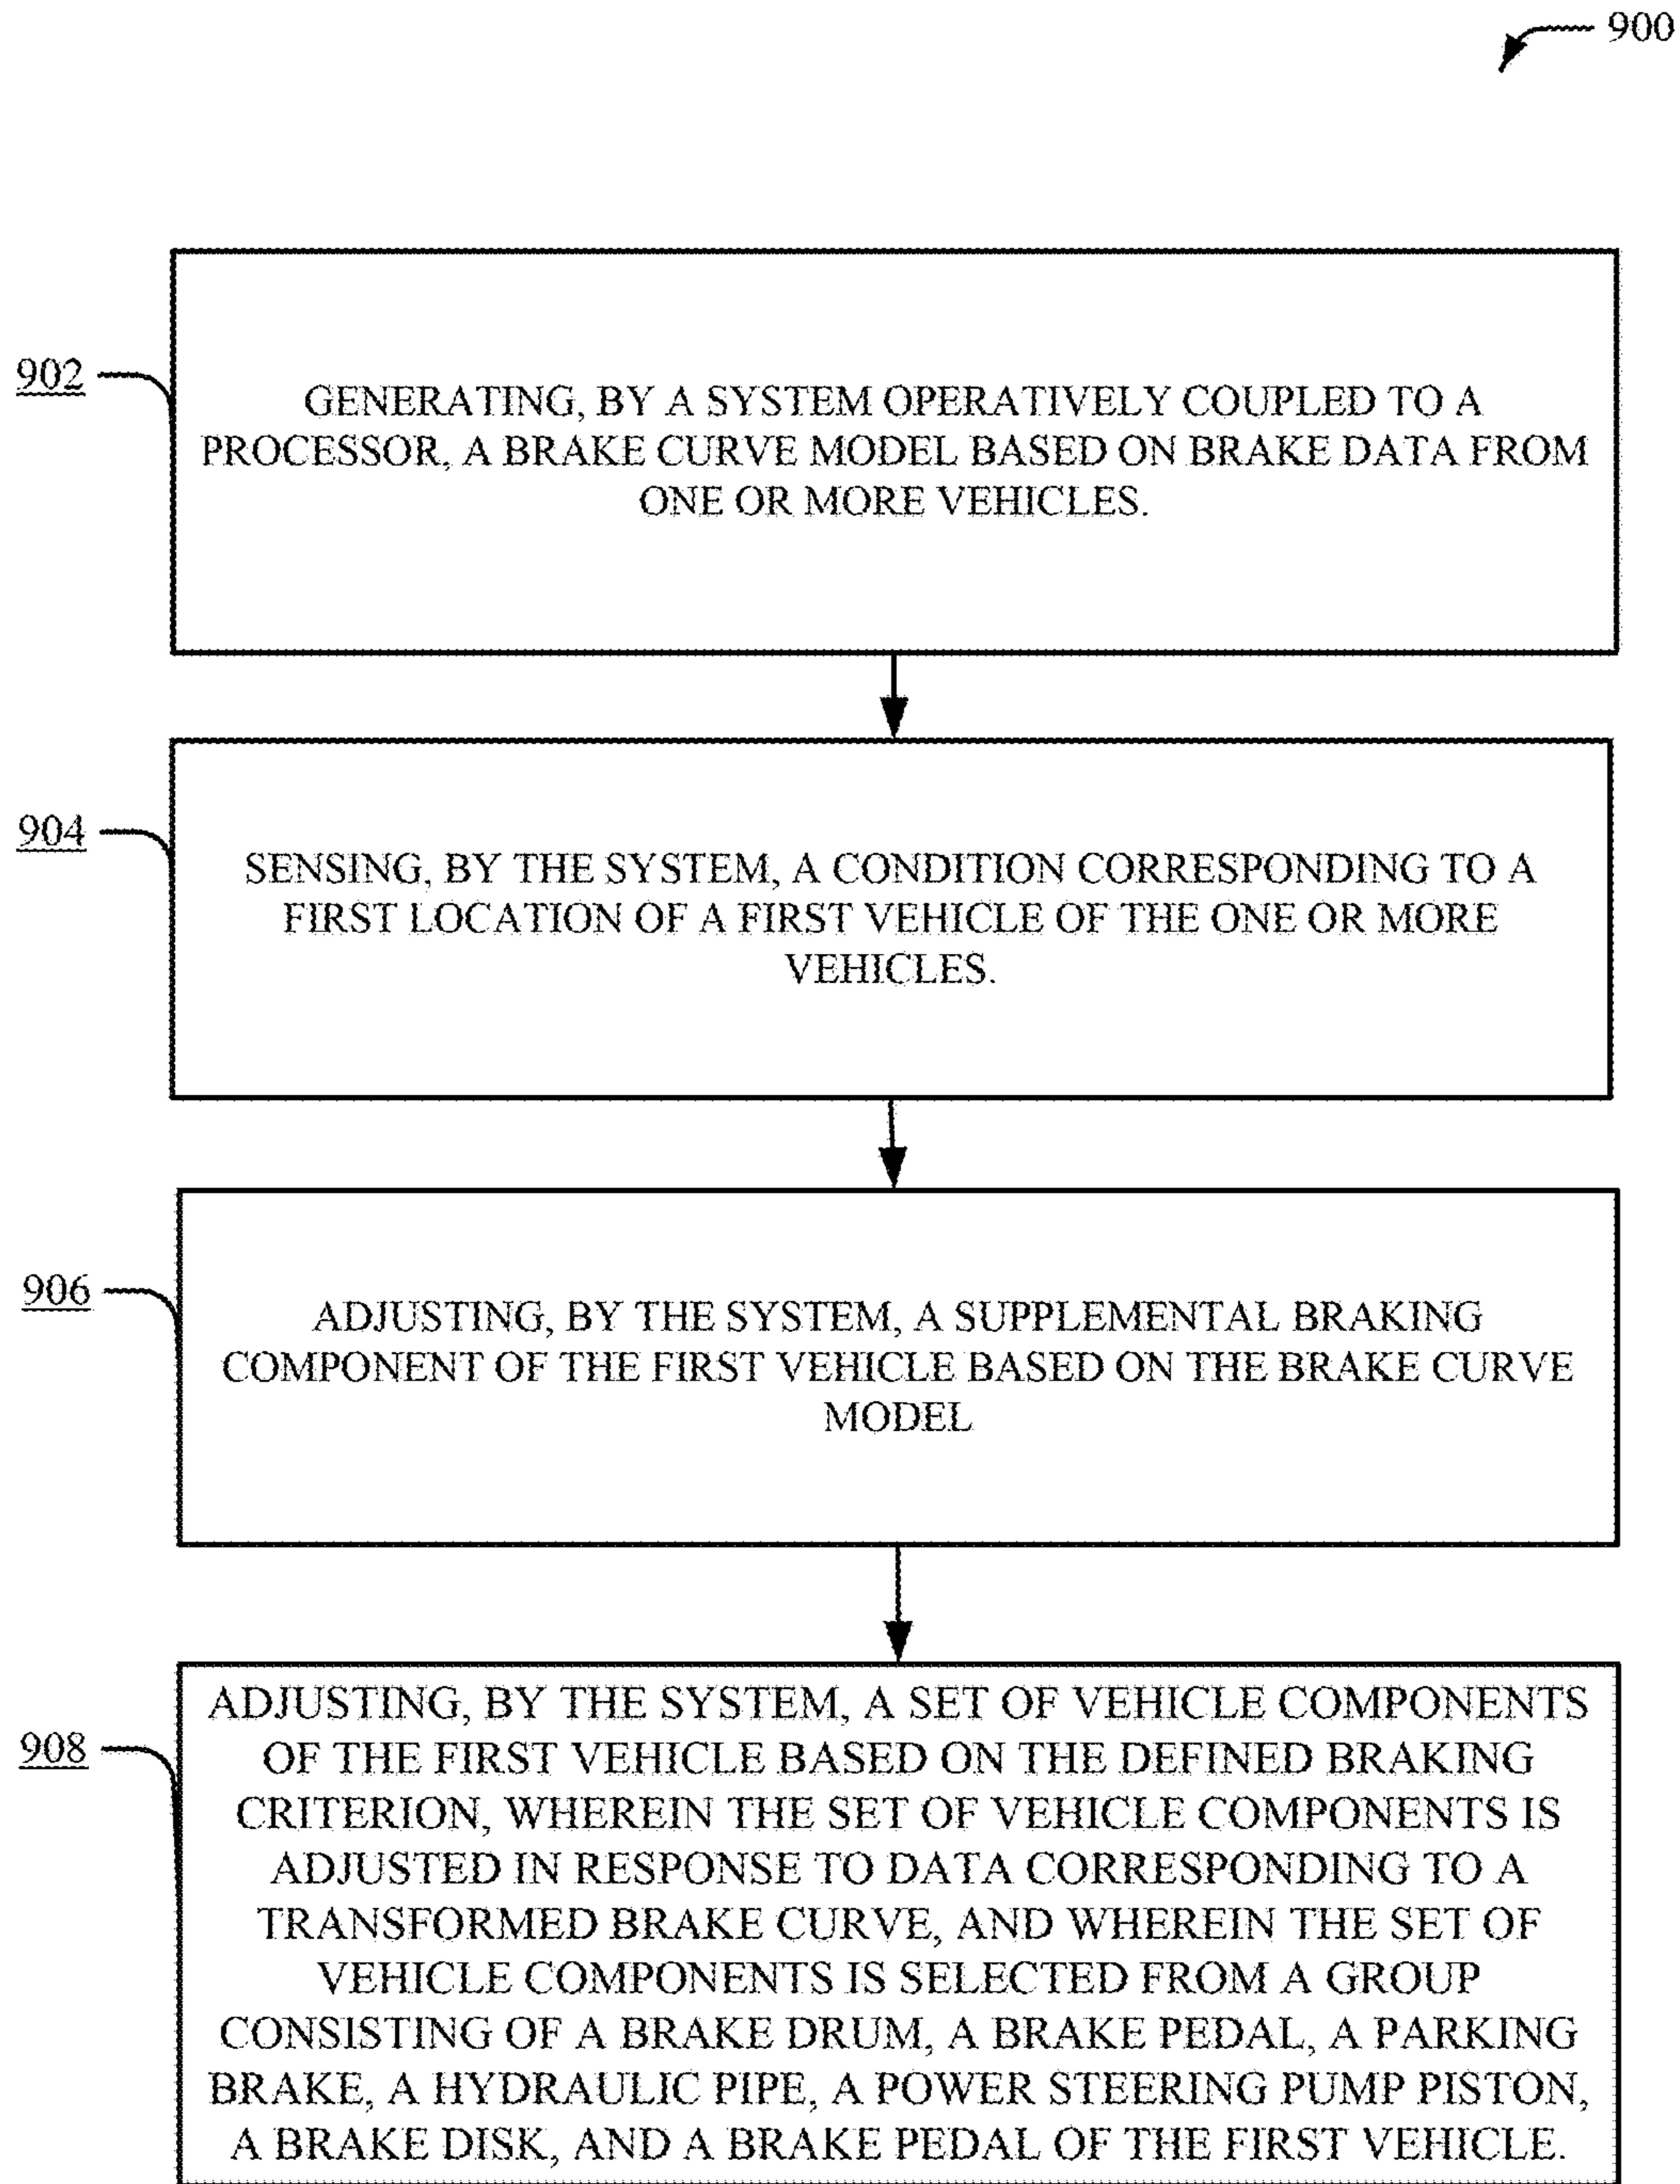 900
902
GENERATING, BY A SYSTEM OPERATIVELY COUPLED TO A
PROCESSOR, A BRAKE CURVE MODEL BASED ON BRAKE DATA FROM
ONE OR MORE VEHICLES.
904
SENSING, BY THE SYSTEM, A CONDITION CORRESPONDING TO A
FIRST LOCATION OF A FIRST VEHICLE OF THE ONE OR MORE
VEHICLES.
906
ADJUSTING, BY THE SYSTEM, A SUPPLEMENTAL BRAKING
COMPONENT OF THE FIRST VEHICLE BASED ON THE BRAKE CURVE
MODEL
908
ADJUSTING, BY THE SYSTEM, A SET OF VEHICLE COMPONENTS
OF THE FIRST VEHICLE BASED ON THE DEFINED BRAKING
CRITERION, WHEREIN THE SET OF VEHICLE COMPONENTS IS
ADJUSTED IN RESPONSE TO DATA CORRESPONDING TO A
TRANSFORMED BRAKE CURVE, AND WHEREIN THE SET OF
VEHICLE COMPONENTS IS SELECTED FROM A GROUP
CONSISTING OF A BRAKE DRUM, A BRAKE PEDAL, A PARKING
BRAKE, A HYDRAULIC PIPE, A POWER STEERING PUMP PISTON,
A BRAKE DISK, AND A BRAKE PEDAL OF THE FIRST VEHICLE.